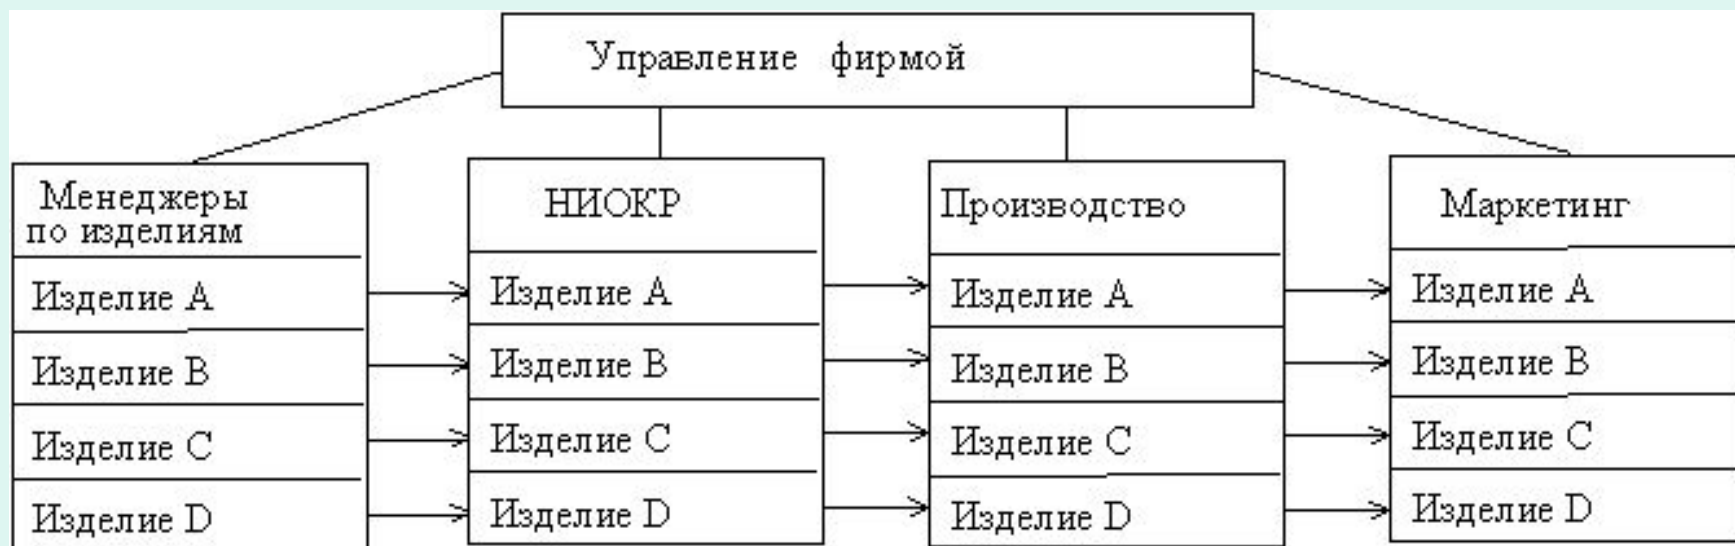 Управление фирмой
Менеджеры
по изделиям
НИОКР
Производство
Маркетинг
Изделие A
Изделие A
Изделие A
Изделие A
Изделие B
Изделие B
Изделие B
Изделие B
Изделие C
Изделие C
Изделие C
Изделие C
Изделие D
Изделие D
Изделие D
Изделие D